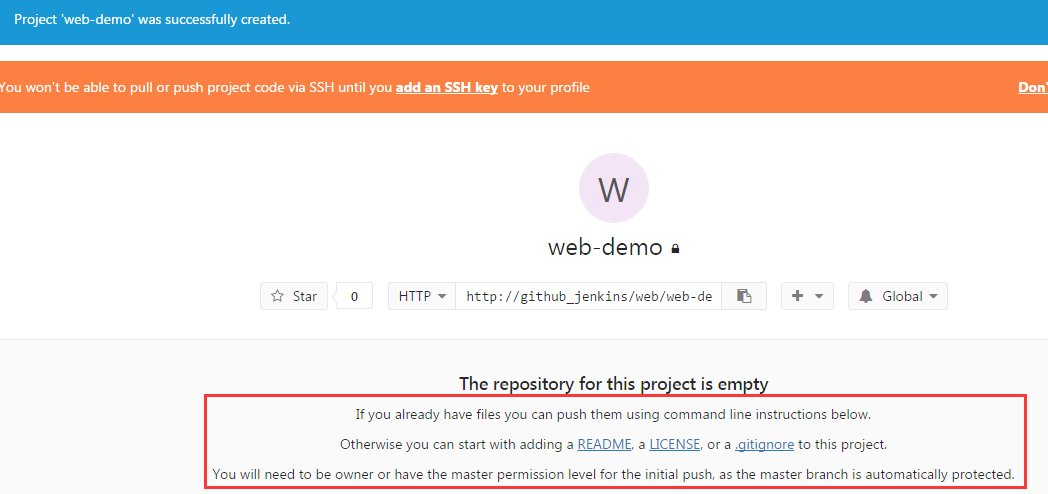 Project 'web-demo' was successfully created.
You won't be able to pull or push project code via SSH until you add an SSH key to your profile
Don'
W
web-demo
Star 0 HTTP http://github_jenkins/web/web-de Global
The repository for this project is empty
If you already have files you can push them using command line instructions below.
Otherwise you can start with adding a README, a LICENSE, or a .gitignore to this project.
You will need to be owner or have the master permission level for the initial push, as the master branch is automatically protected.